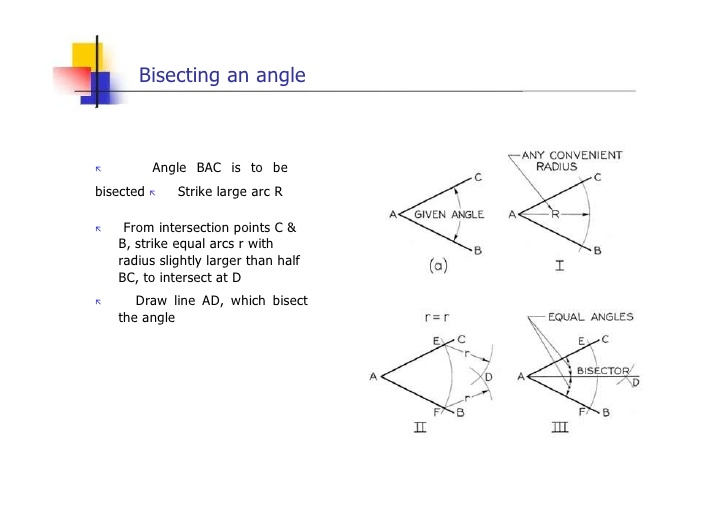 Bisecting an angle
Angle BAC is to be
bisected Strike large arc R
From intersection points C &
B, strike equal arcs r with
radius slightly larger than half
BC, to intersect at D
Draw line AD, which bisect
the angle
C
A GIVEN ANGLE
B
(a)
ANY CONVENIENT
RADIUS
C
A R
B
I
r = r
E C
r
A D
r
F B
II
EQUAL ANGLES
E C
BISECTOR
A D
F B
III